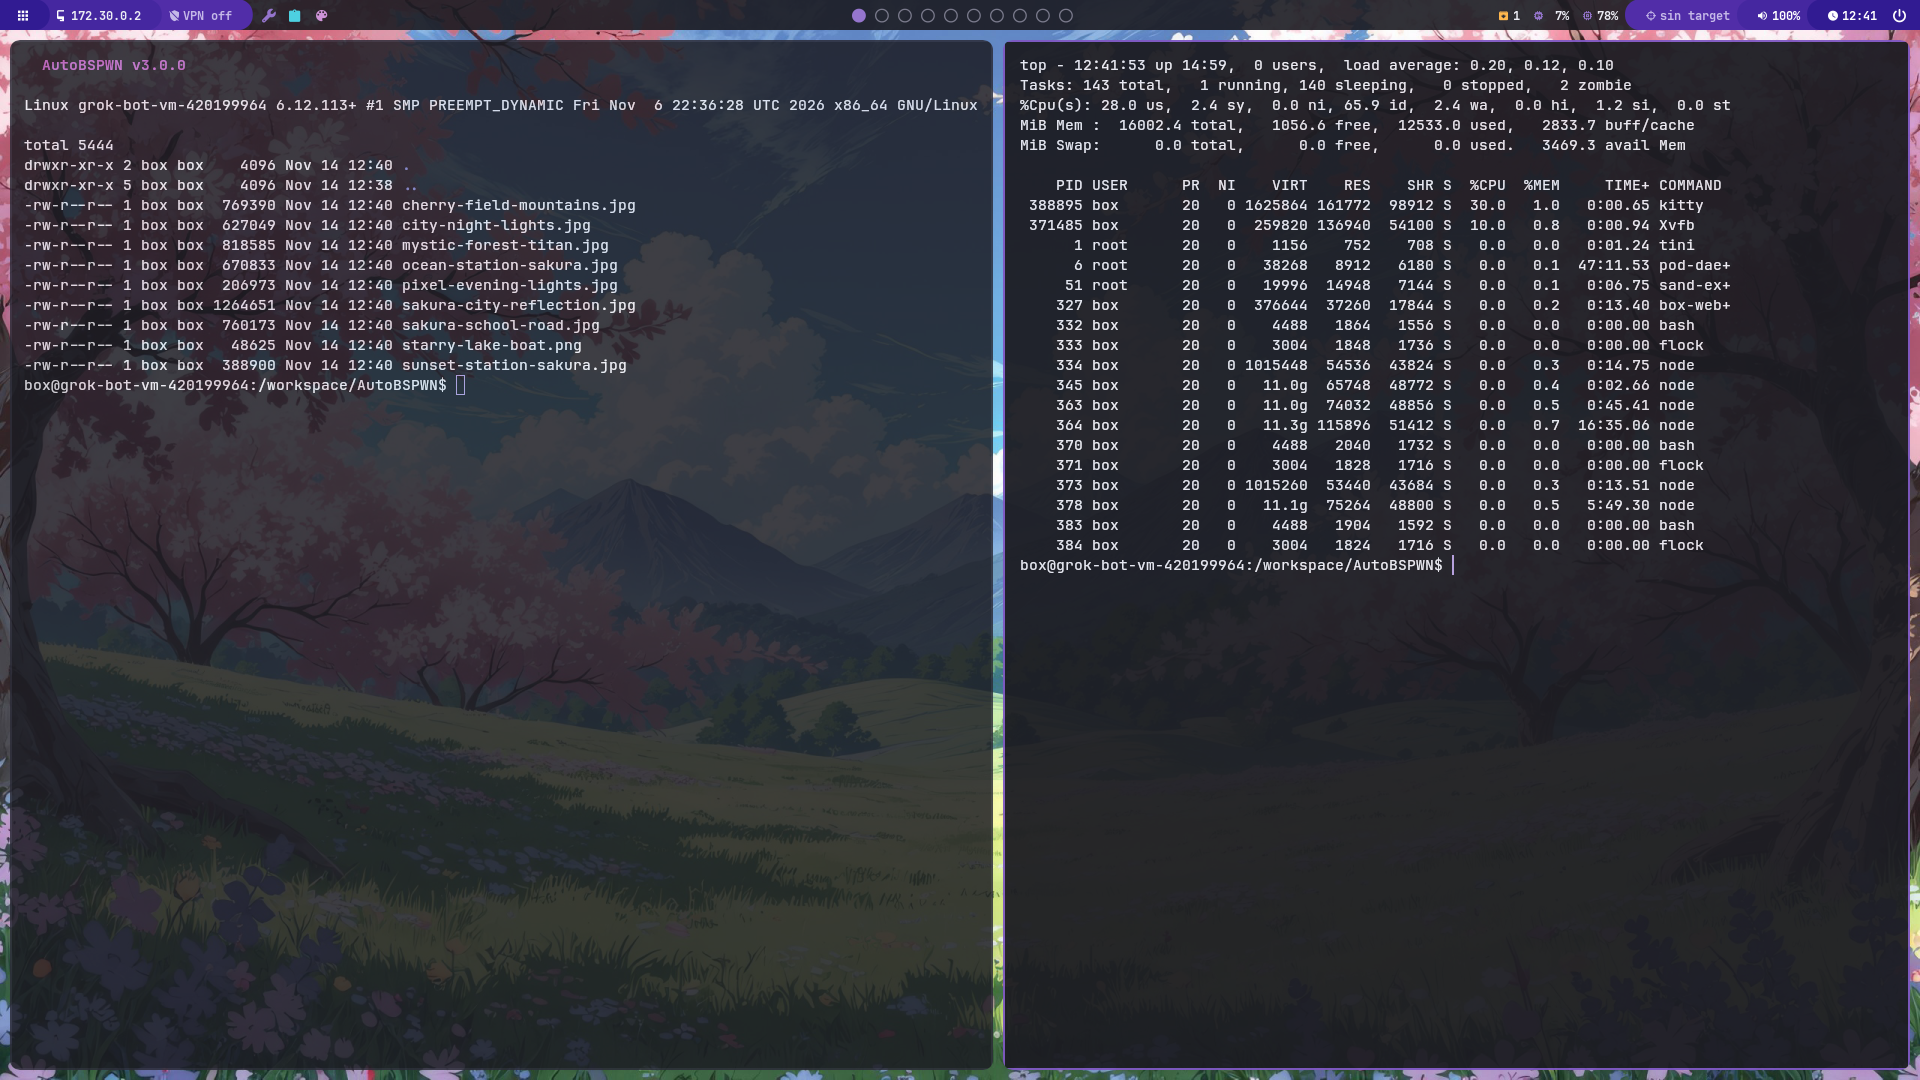 172.30.0.2 VPN off 1 7% 78% sin target 100% 12:41
AutoBSPWN v3.0.0
Linux grok-bot-vm-420199964 6.12.113+ #1 SMP PREEMPT_DYNAMIC Fri Nov  6 22:36:28 UTC 2026 x86_64 GNU/Linux
total 5444
drwxr-xr-x 2 box box    4096 Nov 14 12:40 .
drwxr-xr-x 5 box box    4096 Nov 14 12:38 ..
-rw-r--r-- 1 box box  769390 Nov 14 12:40 cherry-field-mountains.jpg
-rw-r--r-- 1 box box  627049 Nov 14 12:40 city-night-lights.jpg
-rw-r--r-- 1 box box  818585 Nov 14 12:40 mystic-forest-titan.jpg
-rw-r--r-- 1 box box  670833 Nov 14 12:40 ocean-station-sakura.jpg
-rw-r--r-- 1 box box  206973 Nov 14 12:40 pixel-evening-lights.jpg
-rw-r--r-- 1 box box 1264651 Nov 14 12:40 sakura-city-reflection.jpg
-rw-r--r-- 1 box box  760173 Nov 14 12:40 sakura-school-road.jpg
-rw-r--r-- 1 box box   48625 Nov 14 12:40 starry-lake-boat.png
-rw-r--r-- 1 box box  388900 Nov 14 12:40 sunset-station-sakura.jpg
box@grok-bot-vm-420199964:/workspace/AutoBSPWN$
top - 12:41:53 up 14:59,  0 users,  load average: 0.20, 0.12, 0.10
Tasks: 143 total,   1 running, 140 sleeping,   0 stopped,   2 zombie
%Cpu(s): 28.0 us,  2.4 sy,  0.0 ni, 65.9 id,  2.4 wa,  0.0 hi,  1.2 si,  0.0 st
MiB Mem :  16002.4 total,   1056.6 free,  12533.0 used,   2833.7 buff/cache
MiB Swap:      0.0 total,      0.0 free,      0.0 used.   3469.3 avail Mem
PID USER      PR  NI    VIRT    RES    SHR S  %CPU  %MEM     TIME+ COMMAND
388895 box       20   0 1625864 161772  98912 S  30.0   1.0   0:00.65 kitty
371485 box       20   0  259820 136940  54100 S  10.0   0.8   0:00.94 Xvfb
1 root      20   0    1156    752    708 S   0.0   0.0   0:01.24 tini
6 root      20   0   38268   8912   6180 S   0.0   0.1  47:11.53 pod-dae+
51 root      20   0   19996  14948   7144 S   0.0   0.1   0:06.75 sand-ex+
327 box       20   0  376644  37260  17844 S   0.0   0.2   0:13.40 box-web+
332 box       20   0    4488   1864   1556 S   0.0   0.0   0:00.00 bash
333 box       20   0    3004   1848   1736 S   0.0   0.0   0:00.00 flock
334 box       20   0 1015448  54536  43824 S   0.0   0.3   0:14.75 node
345 box       20   0   11.0g  65748  48772 S   0.0   0.4   0:02.66 node
363 box       20   0   11.0g  74032  48856 S   0.0   0.5   0:45.41 node
364 box       20   0   11.3g 115896  51412 S   0.0   0.7  16:35.06 node
370 box       20   0    4488   2040   1732 S   0.0   0.0   0:00.00 bash
371 box       20   0    3004   1828   1716 S   0.0   0.0   0:00.00 flock
373 box       20   0 1015260  53440  43684 S   0.0   0.3   0:13.51 node
378 box       20   0   11.1g  75264  48800 S   0.0   0.5   5:49.30 node
383 box       20   0    4488   1904   1592 S   0.0   0.0   0:00.00 bash
384 box       20   0    3004   1824   1716 S   0.0   0.0   0:00.00 flock
box@grok-bot-vm-420199964:/workspace/AutoBSPWN$